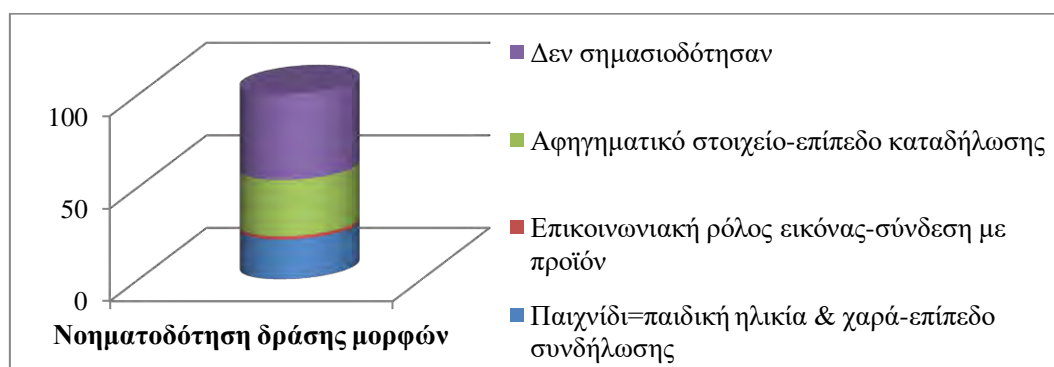 100
50
0
Νοηματοδότηση δράσης μορφών
Δεν σημασιοδότησαν
Αφηγηματικό στοιχείο-επίπεδο καταδήλωσης
Επικοινωνιακή ρόλος εικόνας-σύνδεση με
προϊόν
Παιχνίδι=παιδική ηλικία & χαρά-επίπεδο
συνδήλωσης